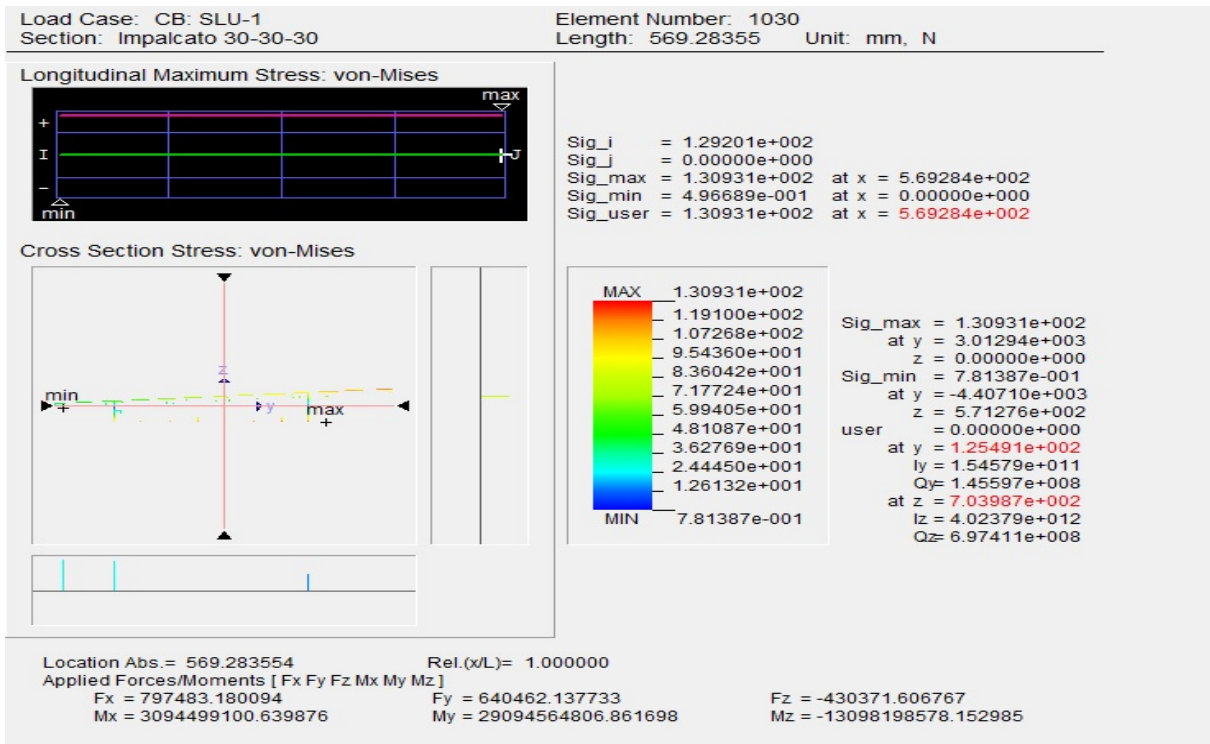 Load Case: CB: SLU-1
Section: Impalcato 30-30-30
Element Number: 1030
Length: 569.28355 Unit: mm, N
Longitudinal Maximum Stress: von-Mises
max
+
I
J
-
min
Sig_i = 1.29201e+002
Sig_j = 0.00000e+000
Sig_max = 1.30931e+002 at x = 5.69284e+002
Sig_min = 4.96689e-001 at x = 0.00000e+000
Sig_user = 1.30931e+002 at x = 5.69284e+002
Cross Section Stress: von-Mises
z
min
+
y
max
+
MAX 1.30931e+002
1.19100e+002
1.07268e+002
9.54360e+001
8.36042e+001
7.17724e+001
5.99405e+001
4.81087e+001
3.62769e+001
2.44450e+001
1.26132e+001
MIN 7.81387e-001
Sig_max = 1.30931e+002
at y = 3.01294e+003
z = 0.00000e+000
Sig_min = 7.81387e-001
at y = -4.40710e+003
z = 5.71276e+002
user = 0.00000e+000
at y = 1.25491e+002
Iy = 1.54579e+011
Qy= 1.45597e+008
at z = 7.03987e+002
Iz = 4.02379e+012
Qz= 6.97411e+008
Location Abs.= 569.283554 Rel.(x/L)= 1.000000
Applied Forces/Moments [ Fx Fy Fz Mx My Mz ]
Fx = 797483.180094 Fy = 640462.137733 Fz = -430371.606767
Mx = 3094499100.639876 My = 29094564806.861698 Mz = -13098198578.152985